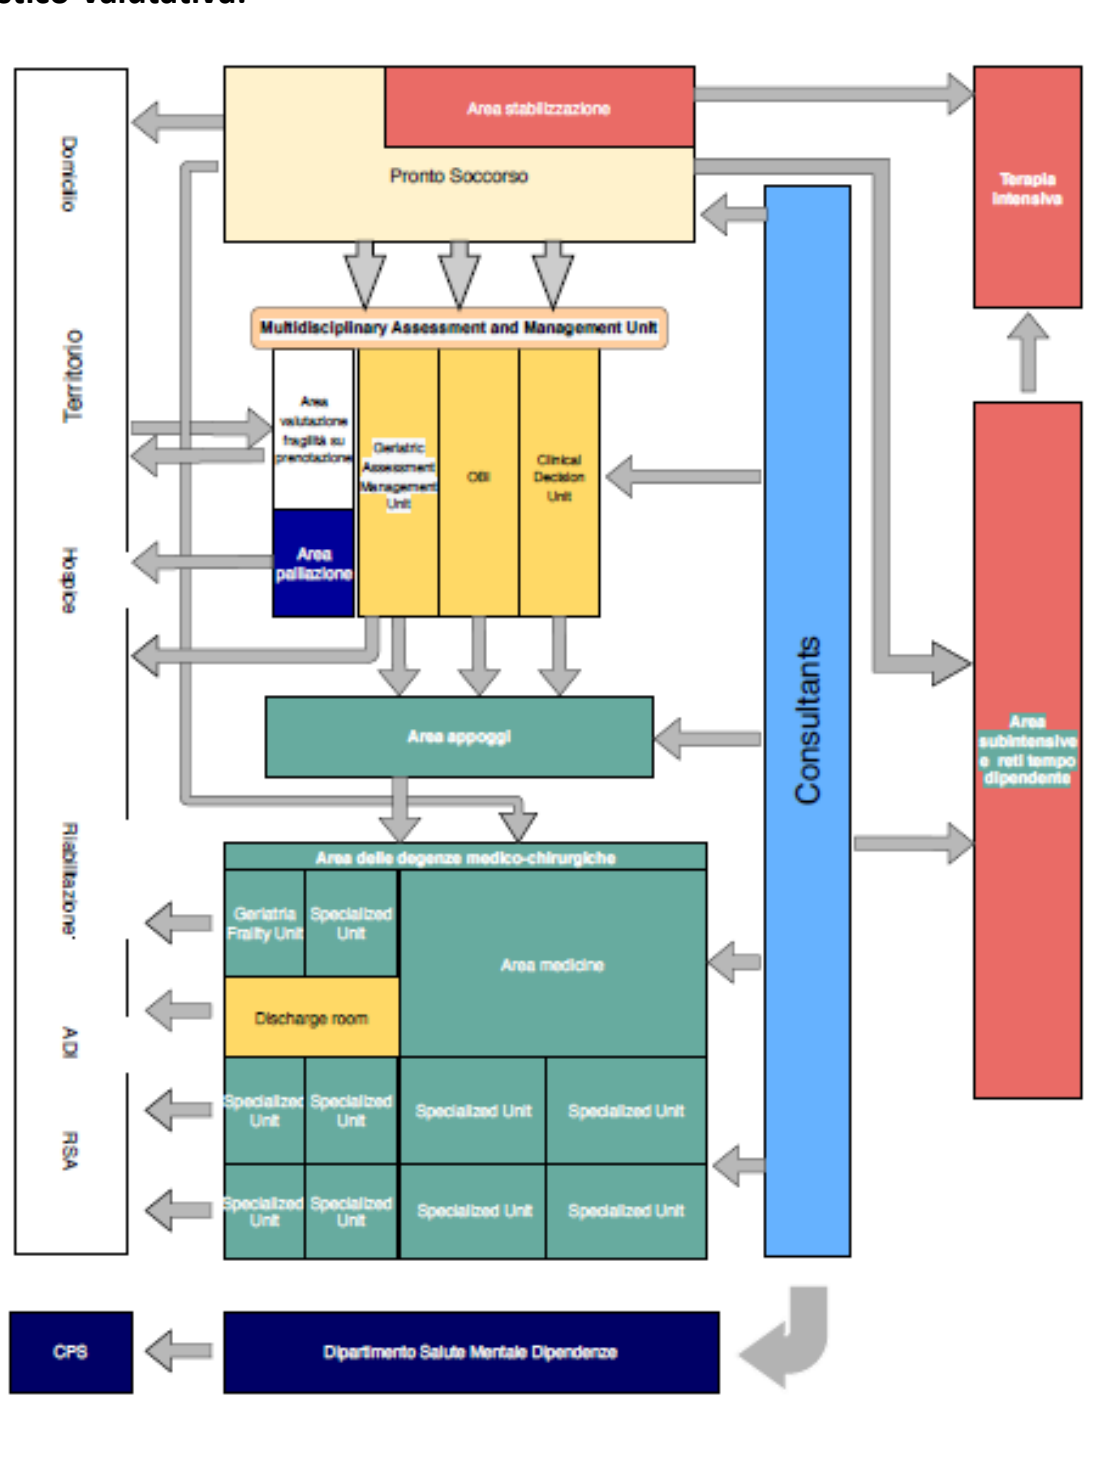 Area stabilizzazione
Pronto Soccorso
Terapia
Intensiva
Domicilio
Territorio
Hospice
Riabilitazione'
ADI
RSA
Multidisciplinary Assessment and Management Unit
Area
valutazione
fragilità su
prenotazione
Area
palliazione
Geriatric
Assessment
Management
Unit
OBI
Clinical
Decision
Unit
Consultants
Area appoggi
Area
subintensive
e reti tempo
dipendente
Area delle degenze medico-chirurgiche
Geriatria
Frailty Unit
Specialized
Unit
Area medicine
Discharge room
Specialized
Unit
Specialized
Unit
Specialized Unit
Specialized Unit
Specialized
Unit
Specialized
Unit
Specialized Unit
Specialized Unit
CPS
Dipartimento Salute Mentale Dipendenze